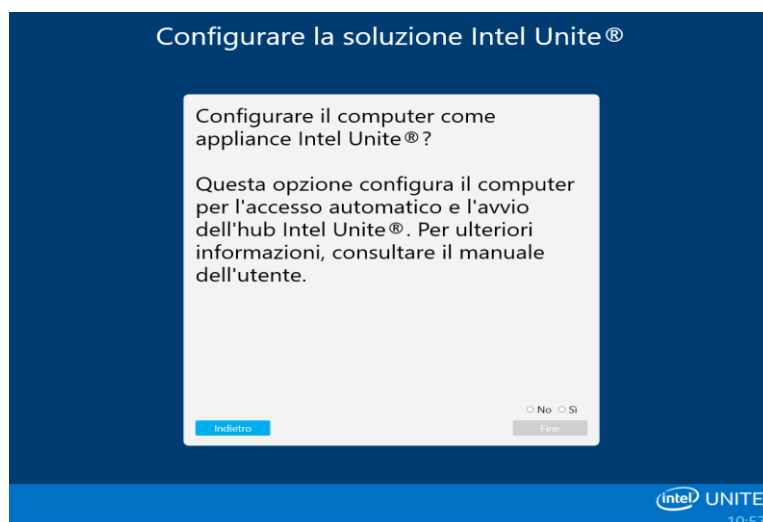 Configurare la soluzione Intel Unite®
Configurare il computer come
appliance Intel Unite®?
Questa opzione configura il computer
per l'accesso automatico e l'avvio
dell'hub Intel Unite®. Per ulteriori
informazioni, consultare il manuale
dell'utente.
No Sì
Indietro Fine
intel UNITE